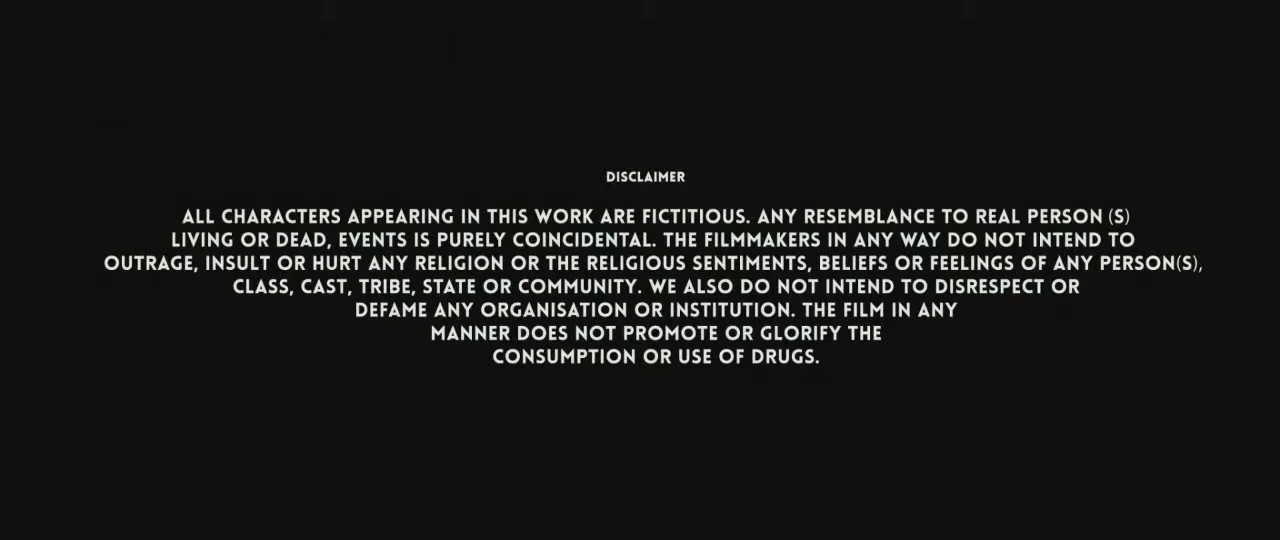 DISCLAIMER
ALL CHARACTERS APPEARING IN THIS WORK ARE FICTITIOUS. ANY RESEMBLANCE TO REAL PERSON (S)
LIVING OR DEAD, EVENTS IS PURELY COINCIDENTAL. THE FILMMAKERS IN ANY WAY DO NOT INTEND TO
OUTRAGE, INSULT OR HURT ANY RELIGION OR THE RELIGIOUS SENTIMENTS, BELIEFS OR FEELINGS OF ANY PERSON(S),
CLASS, CAST, TRIBE, STATE OR COMMUNITY. WE ALSO DO NOT INTEND TO DISRESPECT OR
DEFAME ANY ORGANISATION OR INSTITUTION. THE FILM IN ANY
MANNER DOES NOT PROMOTE OR GLORIFY THE
CONSUMPTION OR USE OF DRUGS.